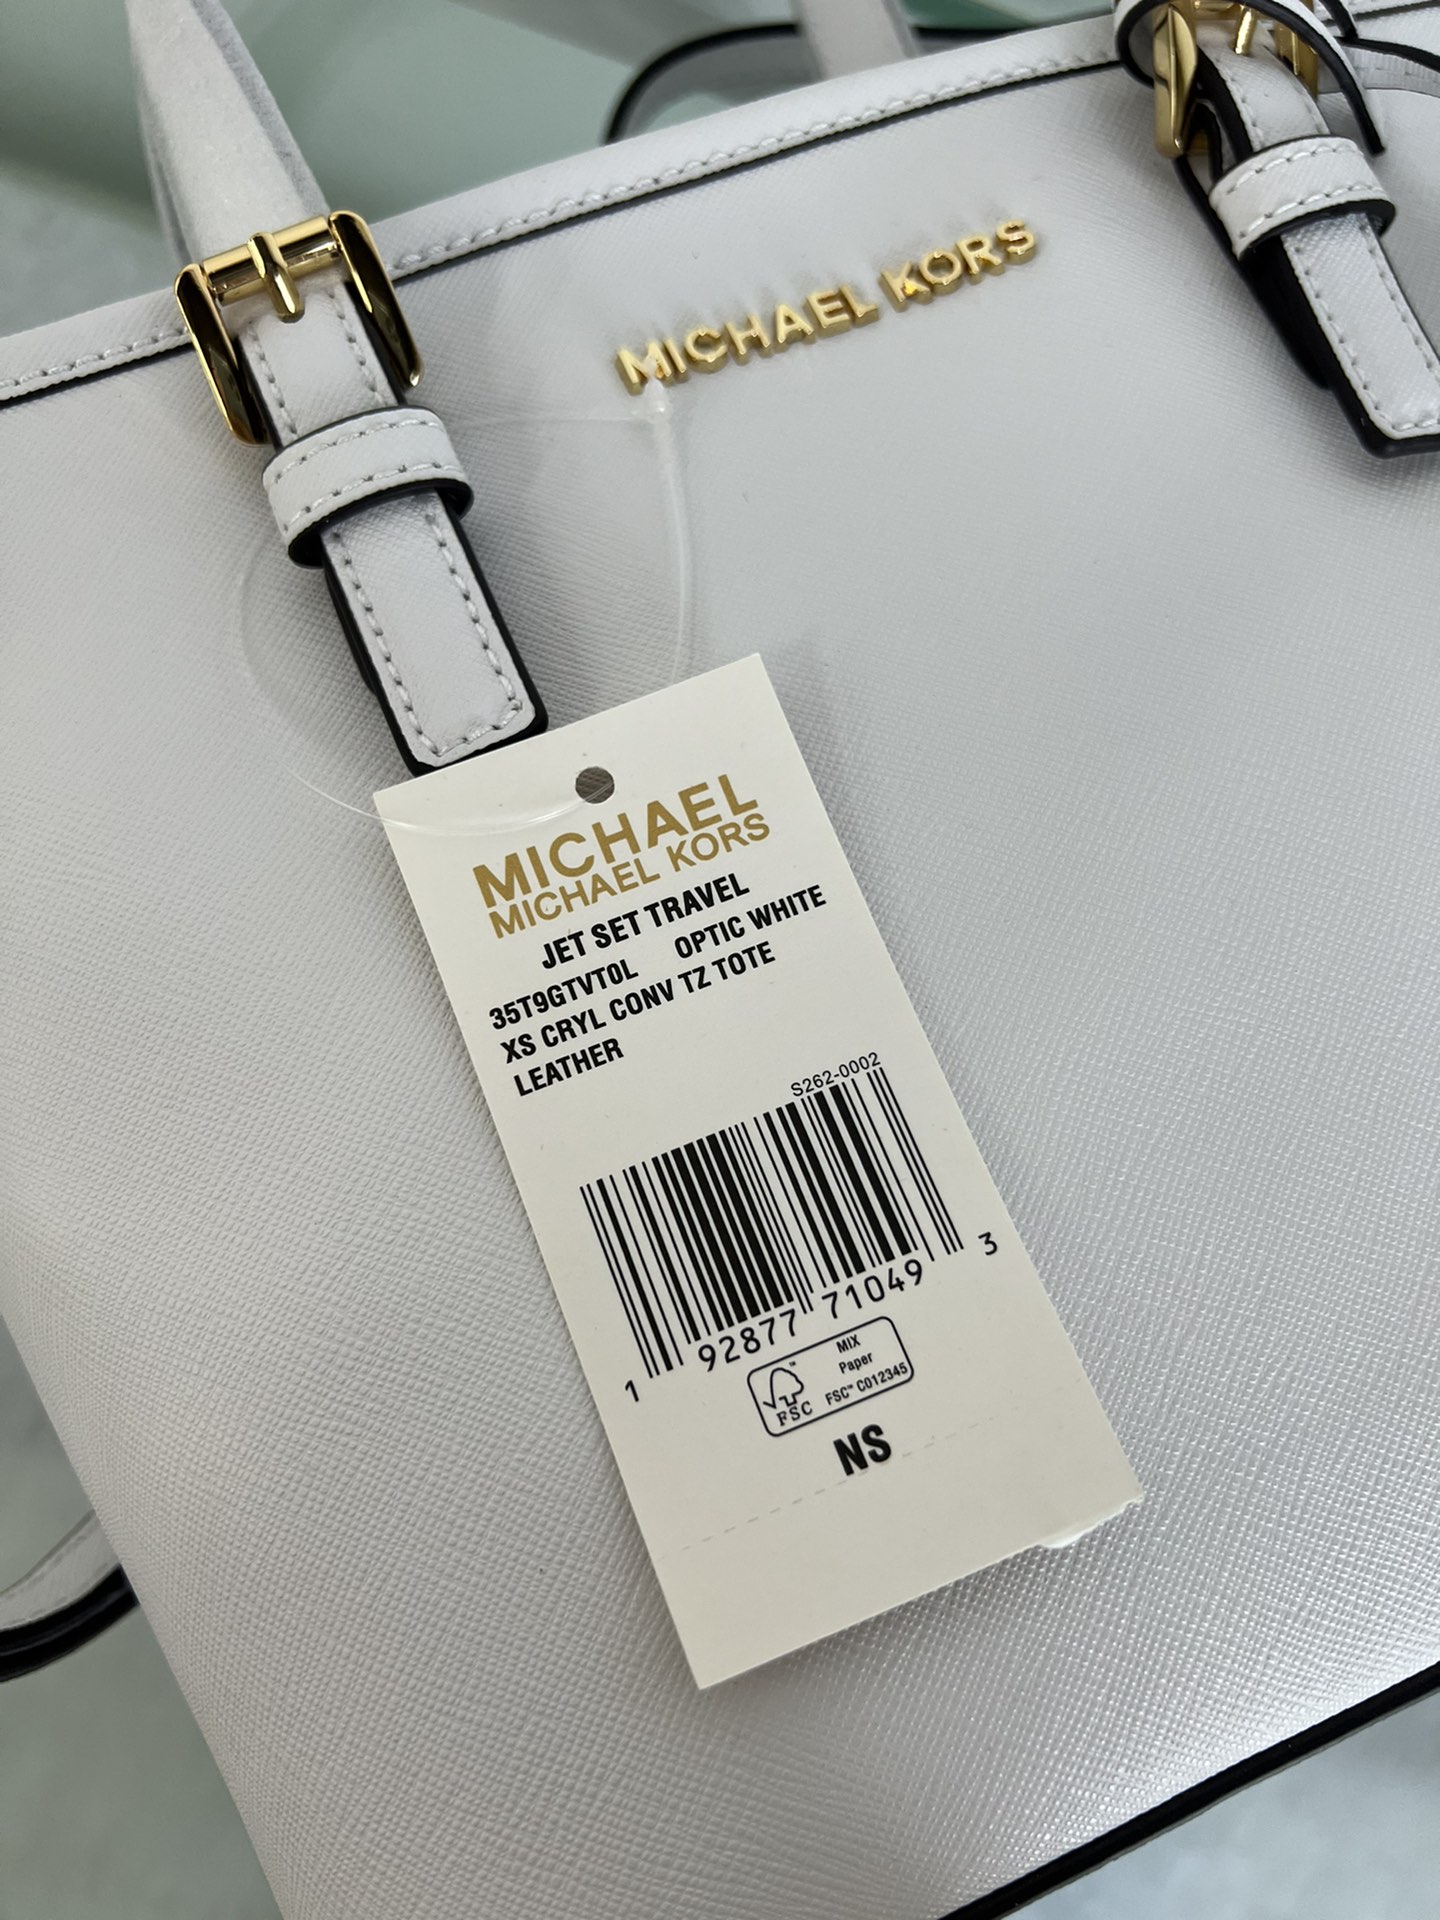 MICHAEL KORS
MICHAEL
MICHAEL KORS
JET SET TRAVEL
35T9GTVT0L OPTIC WHITE
XS CRYL CONV TZ TOTE
LEATHER
S262-0002
1 92877 71049 3
MIX
Paper
FSC™ C012345
FSC
NS